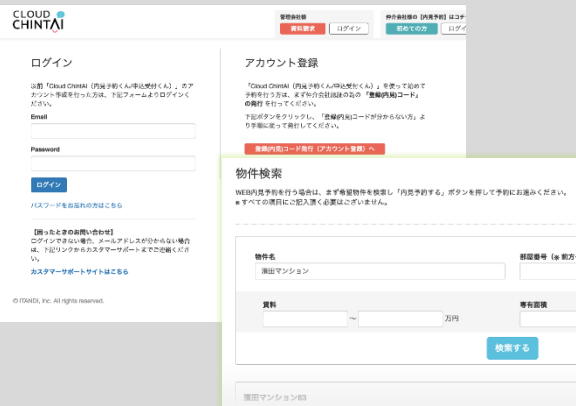 CLOUD
CHINTAI
管理会社様
資料請求
ログイン
仲介会社様の【内見予約】はコチ
初めての方
ログイ
ログイン
以前「Cloud ChintAI（内見予約くん/申込受付くん）」のア
カウント作成を行った方は、下記フォームよりログインく
ださい。
Email
Password
ログイン
パスワードをお忘れの方はこちら
【困ったときのお問い合わせ】
ログインできない場合、メールアドレスが分からない場合
は、下記リンクからカスタマーサポートまでご連絡くださ
い。
カスタマーサポートサイトはこちら
© ITANDI, Inc. All rights reserved.
アカウント登録
「Cloud ChintAI（内見予約くん/申込受付くん）」を使って初めて
予約を行う方は、まず仲介会社認証の為の「登録(内見)コード」
の発行 を行ってください。
下記ボタンをクリックし、「登録(内見)コードが分からない方」よ
り手順に従って発行してください。
登録(内見)コード発行（アカウント登録）へ
物件検索
WEB内見予約を行う場合は、まず希望物件を検索し「内見予約する」ボタンを押して予約にお進みください。
※ すべての項目にご記入頂く必要はございません。
物件名
濱田マンション
部屋番号（※ 前方
賃料
〜
万円
専有面積
検索する
濱田マンション83